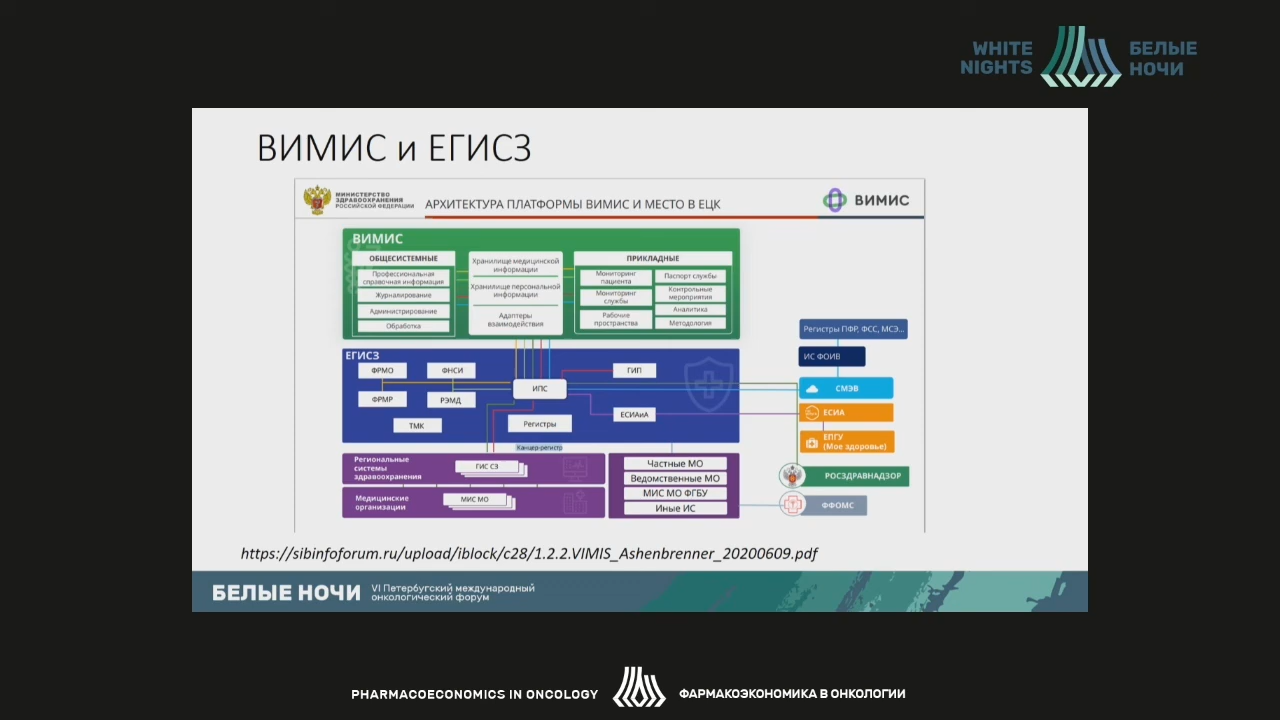 WHITE
NIGHTS
БЕЛЫЕ
НОЧИ
ВИМИС и ЕГИСЗ
МИНИСТЕРСТВО
ЗДРАВООХРАНЕНИЯ
РОССИЙСКОЙ ФЕДЕРАЦИИ
АРХИТЕКТУРА ПЛАТФОРМЫ ВИМИС И МЕСТО В ЕЦК
ВИМИС
ВИМИС
ОБЩЕСИСТЕМНЫЕ
Профессиональная
справочная информация
Журналирование
Администрирование
Обработка
Хранилище медицинской
информации
Хранилище персональной
информации
Адаптеры
взаимодействия
ПРИКЛАДНЫЕ
Мониторинг
пациента
Мониторинг
службы
Рабочие
пространства
Паспорт службы
Контрольные
мероприятия
Аналитика
Методология
ЕГИСЗ
ФРМО
ФНСИ
ФРМР
РЭМД
ТМК
ИПС
Регистры
ГИП
ЕСИАиА
Канцер-регистр
Региональные
системы
здравоохранения
ГИС СЗ
Медицинские
организации
МИС МО
Частные МО
Ведомственные МО
МИС МО ФГБУ
Иные ИС
Регистры ПФР, ФСС, МСЭ...
ИС ФОИВ
СМЭВ
ЕСИА
ЕПГУ
(Мое здоровье)
РОСЗДРАВНАДЗОР
ФФОМС
https://sibinfoforum.ru/upload/iblock/c28/1.2.2.VIMIS_Ashenbrenner_20200609.pdf
БЕЛЫЕ НОЧИ
VI Петербугский международный
онкологический форум
PHARMACOECONOMICS IN ONCOLOGY
ФАРМАКОЭКОНОМИКА В ОНКОЛОГИИ